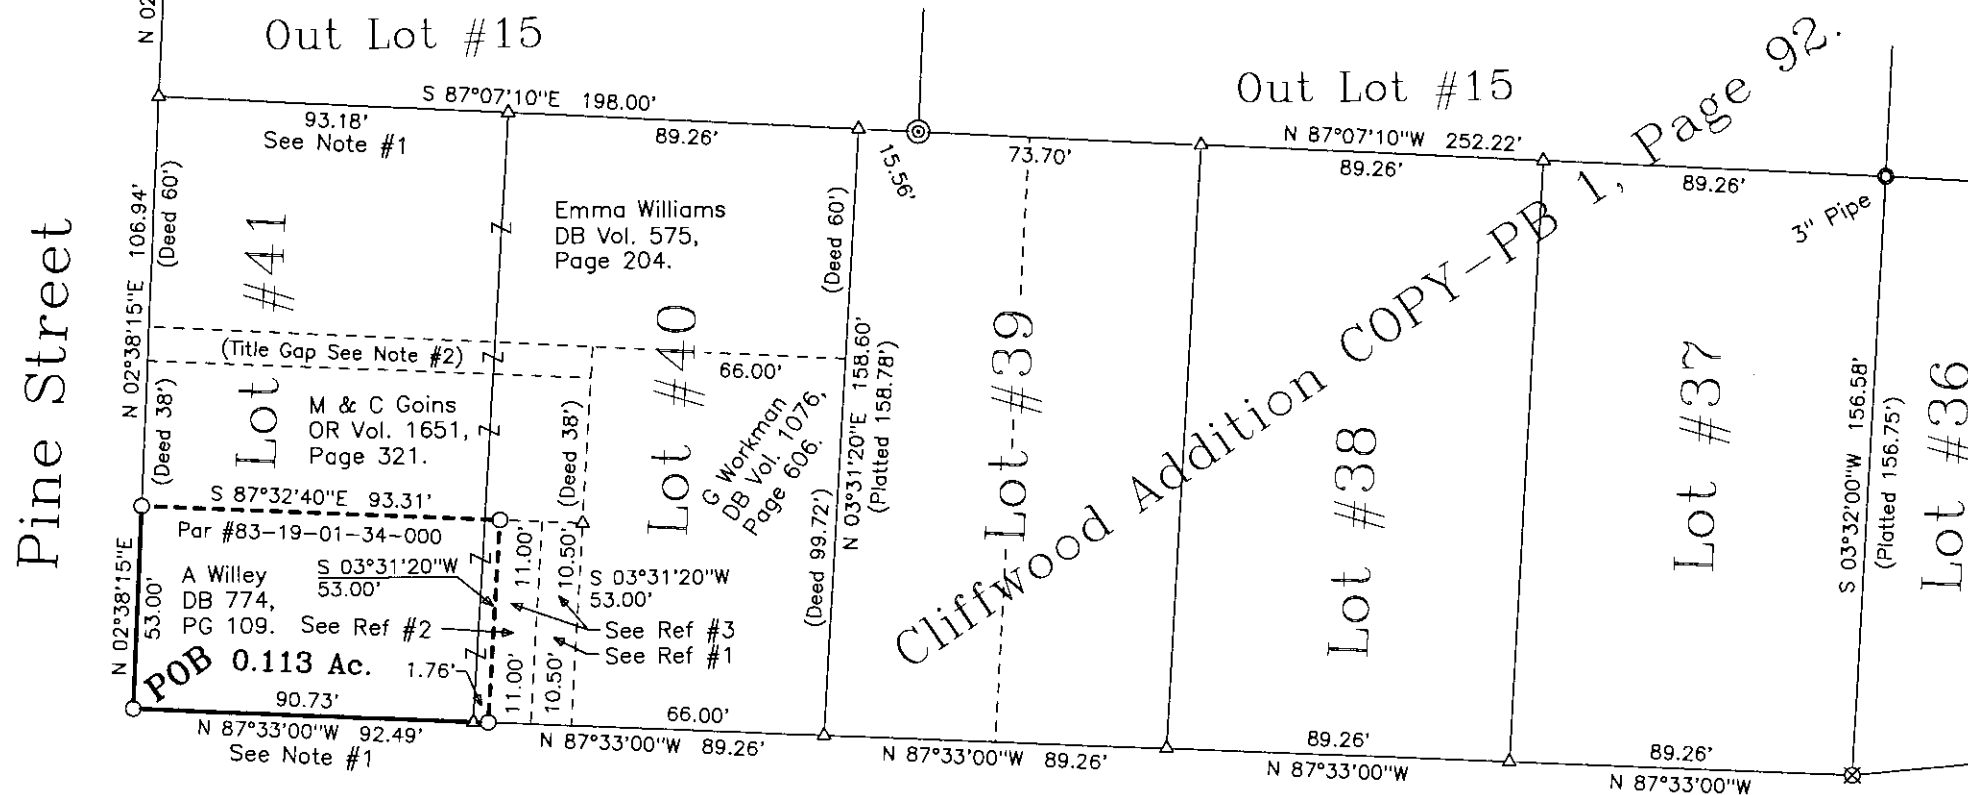 N 02
Out Lot #15
S 87°07'10"E 198.00'
93.18'
See Note #1
89.26'
15.56'
73.70'
Out Lot #15
N 87°07'10"W 252.22'
89.26'
89.26'
3" Pipe
Pine Street
N 02°38'15"E 106.94'
(Deed 60')
Lot #41
Emma Williams
DB Vol. 575,
Page 204.
(Deed 60')
(Title Gap See Note #2)
(Deed 38')
M & C Goins
OR Vol. 1651,
Page 321.
(Deed 38')
Lot #40
66.00'
G Workman
DB Vol. 1076,
Page 606.
(Deed 99.72')
N 03°31'20"E 158.60'
(Platted 158.78')
Lot #39
Cliffwood Addition COPY-PB 1, Page 92.
Lot #38
Lot #37
S 03°32'00"W 156.58'
(Platted 156.75')
Lot #36
S 87°32'40"E 93.31'
Par #83-19-01-34-000
N 02°38'15"E
53.00'
A Willey
DB 774,
PG 109.
S 03°31'20"W
53.00'
See Ref #2
11.00'
10.50'
S 03°31'20"W
53.00'
See Ref #3
See Ref #1
POB 0.113 Ac.
1.76'
11.00'
10.50'
90.73'
N 87°33'00"W 92.49'
See Note #1
66.00'
N 87°33'00"W 89.26'
N 87°33'00"W 89.26'
89.26'
N 87°33'00"W
89.26'
N 87°33'00"W